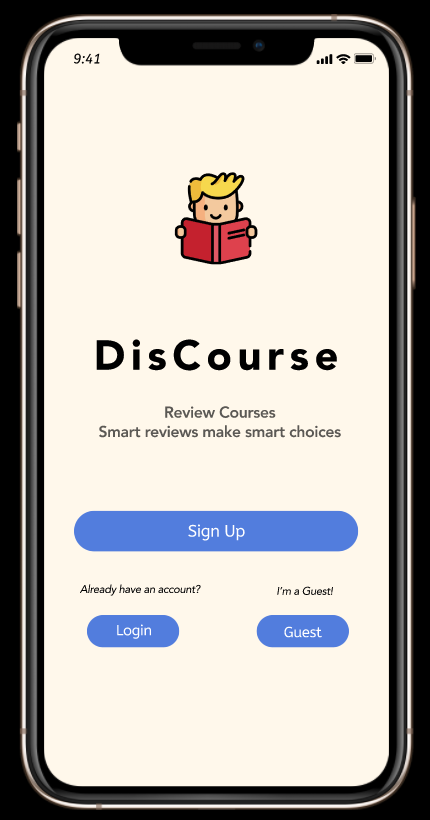 9:41
DisCourse
Review Courses
Smart reviews make smart choices
Sign Up
Already have an account?
I'm a Guest!
Login
Guest